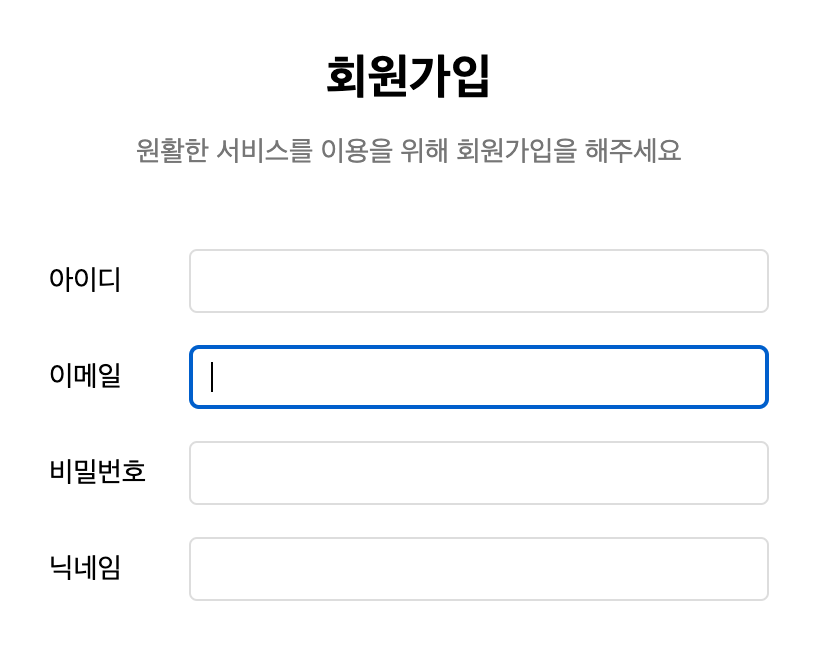 회원가입
원활한 서비스를 이용을 위해 회원가입을 해주세요
아이디
이메일
비밀번호
닉네임